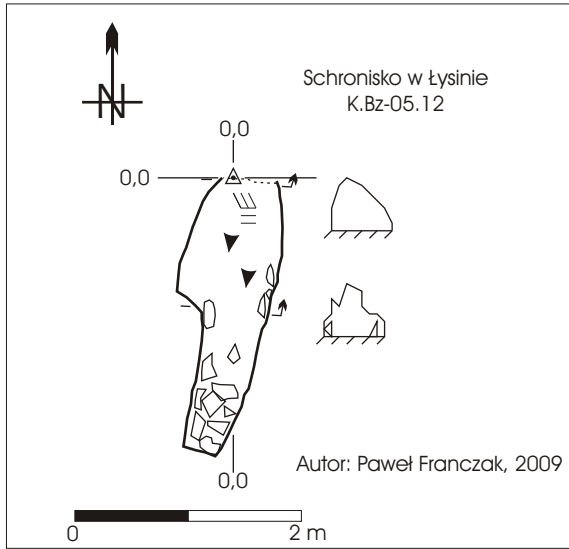 N
Schronisko w Łysinie
K.Bz-05.12
0,0
0,0
0,0
Autor: Paweł Franczak, 2009
0
2 m